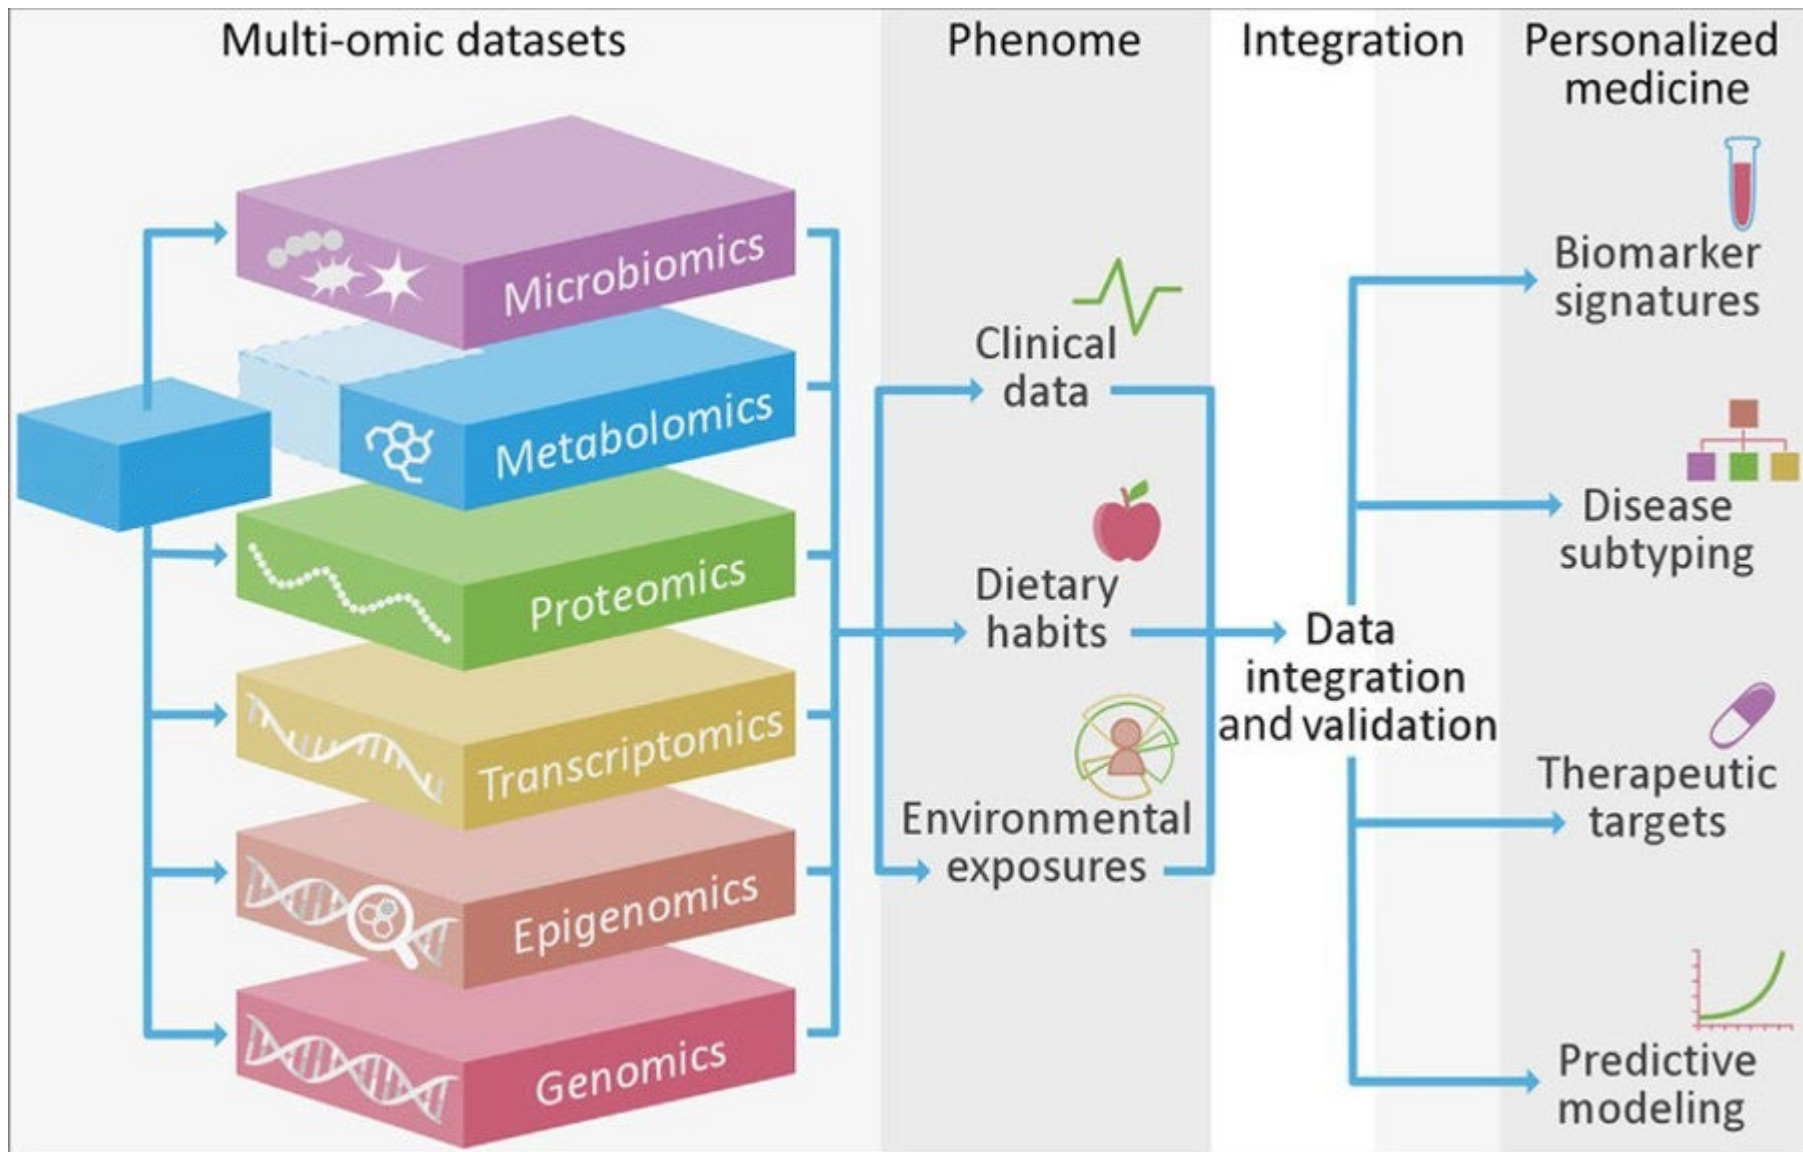 Multi-omic datasets
Phenome
Integration
Personalized
medicine
Microbiomics
Metabolomics
Proteomics
Transcriptomics
Epigenomics
Genomics
Clinical
data
Dietary
habits
Environmental
exposures
Data
integration
and validation
Biomarker
signatures
Disease
subtyping
Therapeutic
targets
Predictive
modeling